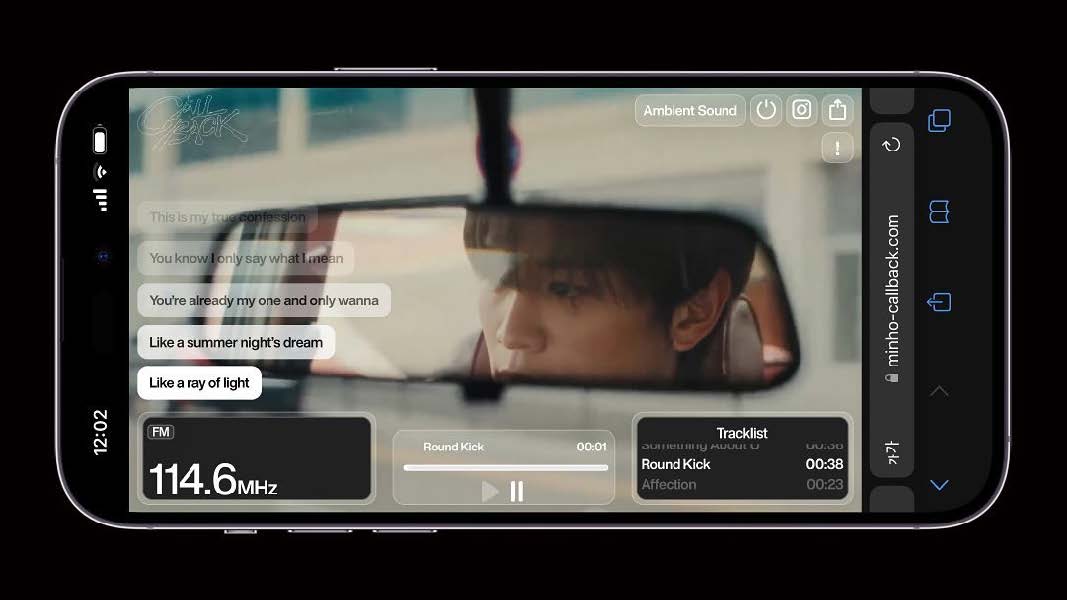 12:02
CALL
BACK
Ambient Sound
!
This is my true confession
You know I only say what I mean
You're already my one and only wanna
Like a summer night's dream
Like a ray of light
FM
114.6MHz
Round Kick 00:01
Tracklist
Something About U 00:36
Round Kick 00:38
Affection 00:23
minho-callback.com
가가